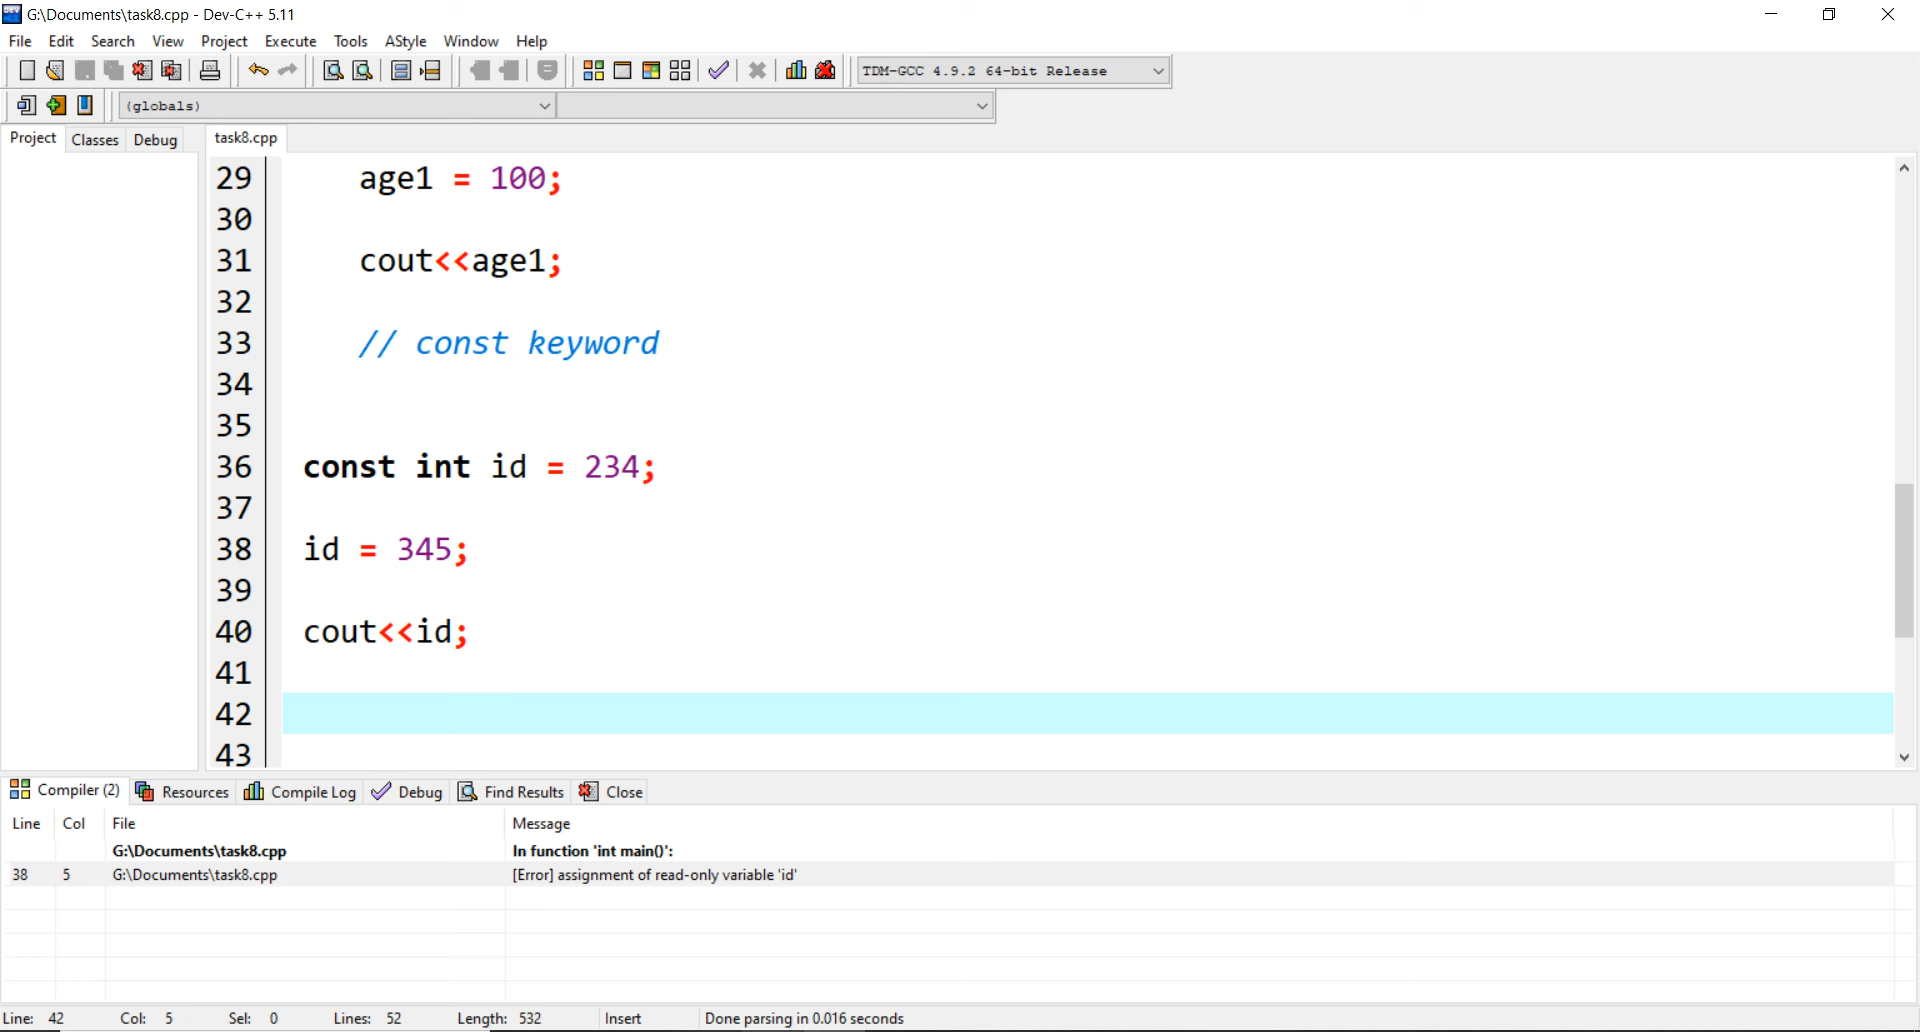 G:\Documents\task8.cpp - Dev-C++ 5.11
File Edit Search View Project Execute Tools AStyle Window Help
TDM-GCC 4.9.2 64-bit Release
(globals)
Project Classes Debug task8.cpp
29 age1 = 100;
30
31 cout<<age1;
32
33 // const keyword
34
35
36 const int id = 234;
37
38 id = 345;
39
40 cout<<id;
41
42
43
Compiler (2) Resources Compile Log Debug Find Results Close
Line Col File Message
G:\Documents\task8.cpp In function 'int main()':
38 5 G:\Documents\task8.cpp [Error] assignment of read-only variable 'id'
Line: 42 Col: 5 Sel: 0 Lines: 52 Length: 532 Insert Done parsing in 0.016 seconds